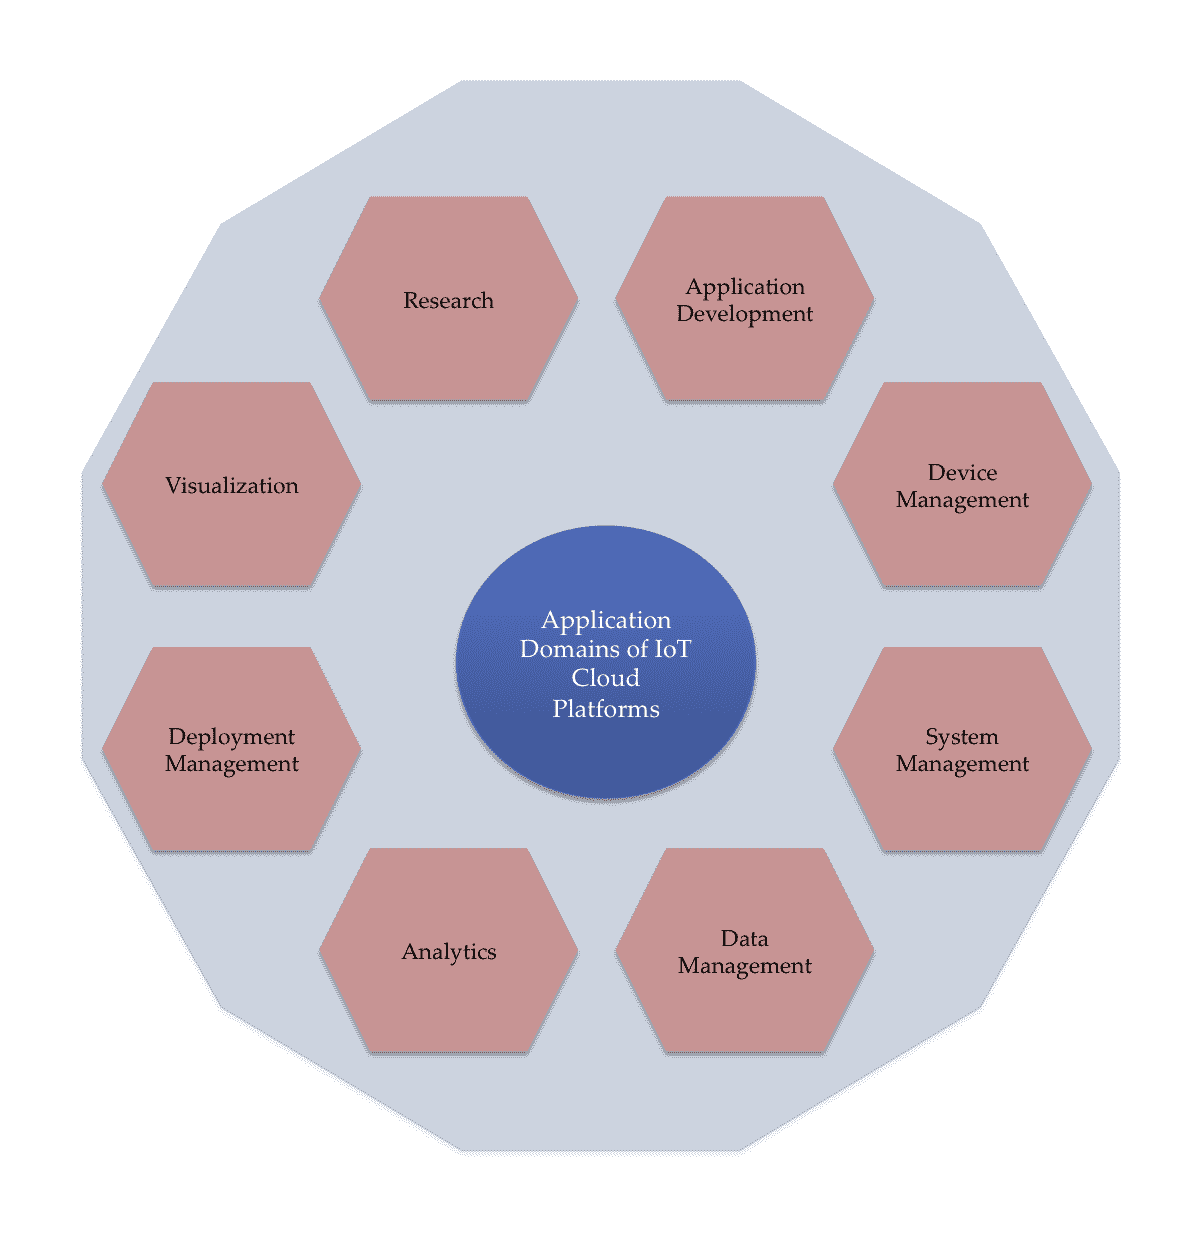 Research
Application
Development
Visualization
Device
Management
Application
Domains of IoT
Cloud
Platforms
Deployment
Management
System
Management
Analytics
Data
Management